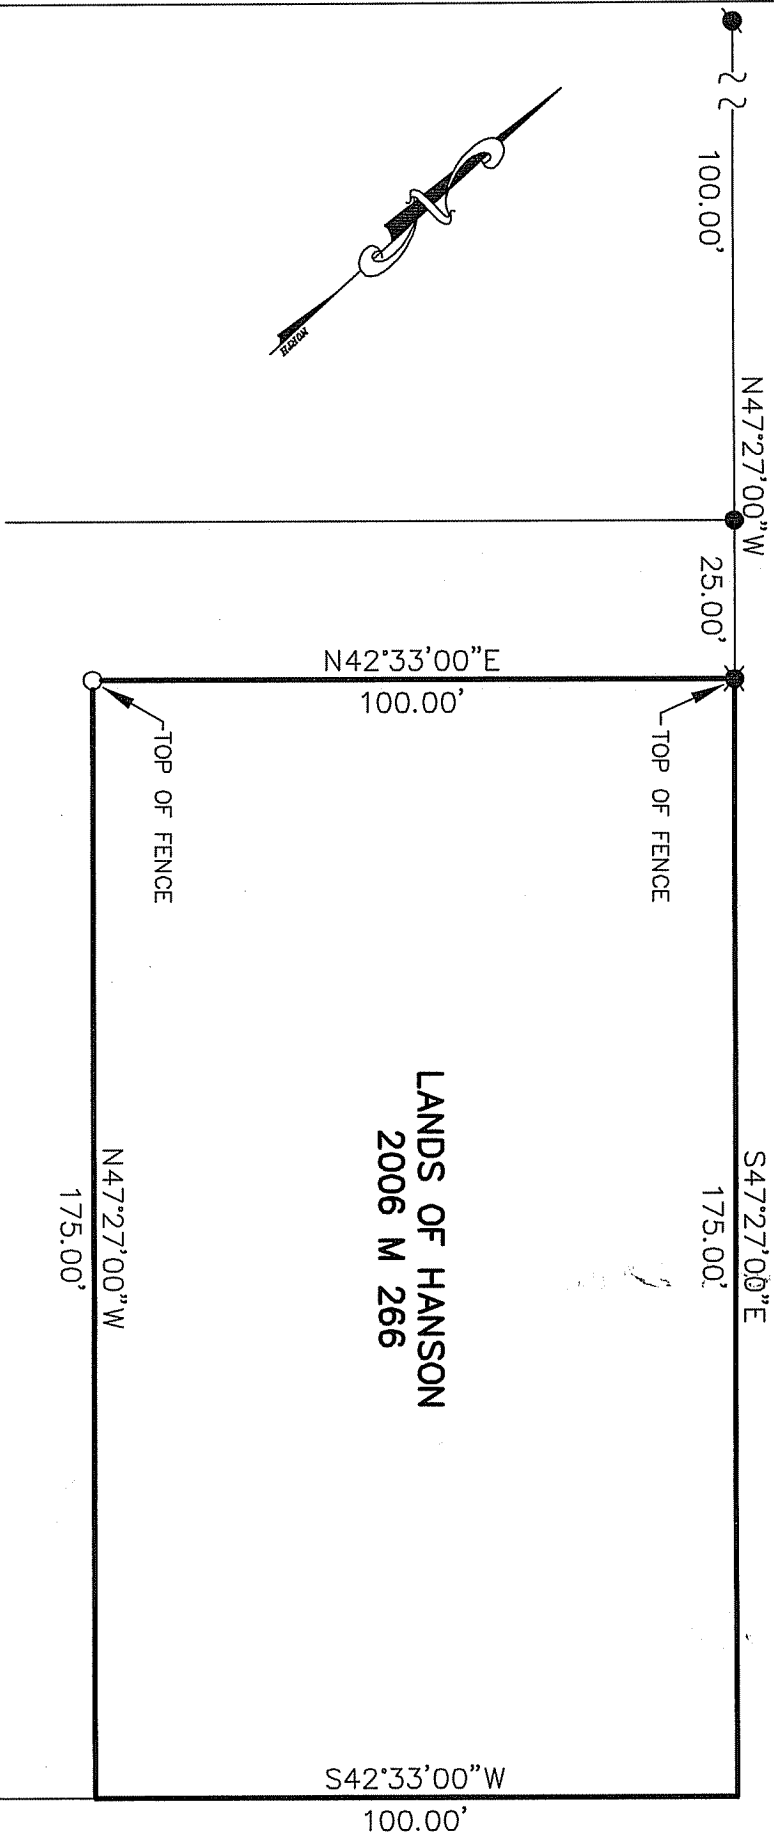 100.00'
N47°27'00"W
25.00'
NORTH
N42°33'00"E
100.00'
TOP OF FENCE
TOP OF FENCE
S47°27'00"E
175.00'
LANDS OF HANSON
2006 M 266
N47°27'00"W
175.00'
S42°33'00"W
100.00'